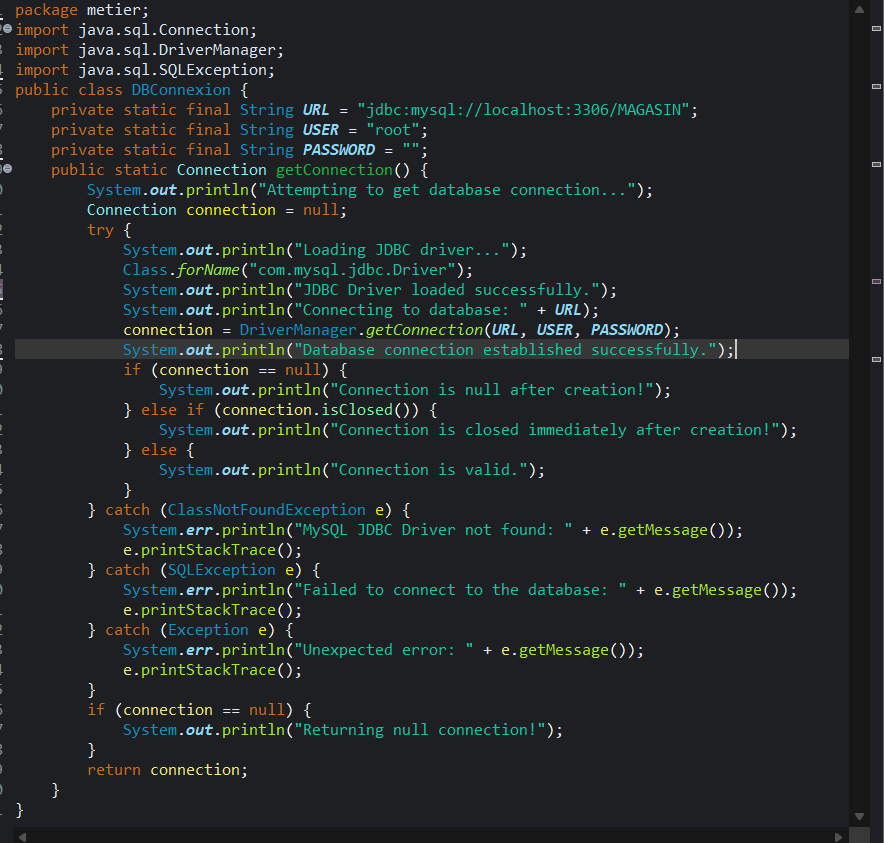 package metier;
import java.sql.Connection;
import java.sql.DriverManager;
import java.sql.SQLException;
public class DBConnexion {
    private static final String URL = "jdbc:mysql://localhost:3306/MAGASIN";
    private static final String USER = "root";
    private static final String PASSWORD = "";
    public static Connection getConnection() {
        System.out.println("Attempting to get database connection...");
        Connection connection = null;
        try {
            System.out.println("Loading JDBC driver...");
            Class.forName("com.mysql.jdbc.Driver");
            System.out.println("JDBC Driver loaded successfully.");
            System.out.println("Connecting to database: " + URL);
            connection = DriverManager.getConnection(URL, USER, PASSWORD);
            System.out.println("Database connection established successfully.");
            if (connection == null) {
                System.out.println("Connection is null after creation!");
            } else if (connection.isClosed()) {
                System.out.println("Connection is closed immediately after creation!");
            } else {
                System.out.println("Connection is valid.");
            }
        } catch (ClassNotFoundException e) {
            System.err.println("MySQL JDBC Driver not found: " + e.getMessage());
            e.printStackTrace();
        } catch (SQLException e) {
            System.err.println("Failed to connect to the database: " + e.getMessage());
            e.printStackTrace();
        } catch (Exception e) {
            System.err.println("Unexpected error: " + e.getMessage());
            e.printStackTrace();
        }
        if (connection == null) {
            System.out.println("Returning null connection!");
        }
        return connection;
    }
}